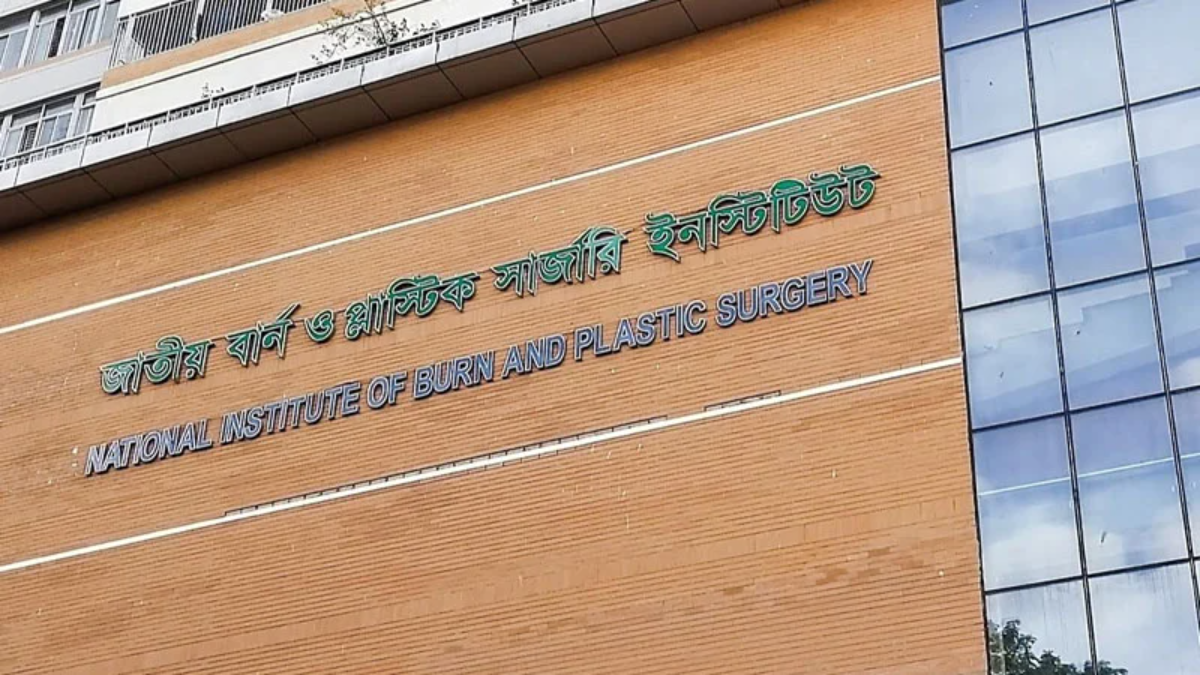 জাতীয় বার্ন ও প্লাস্টিক সার্জারি ইনস্টিটিউট
NATIONAL INSTITUTE OF BURN AND PLASTIC SURGERY